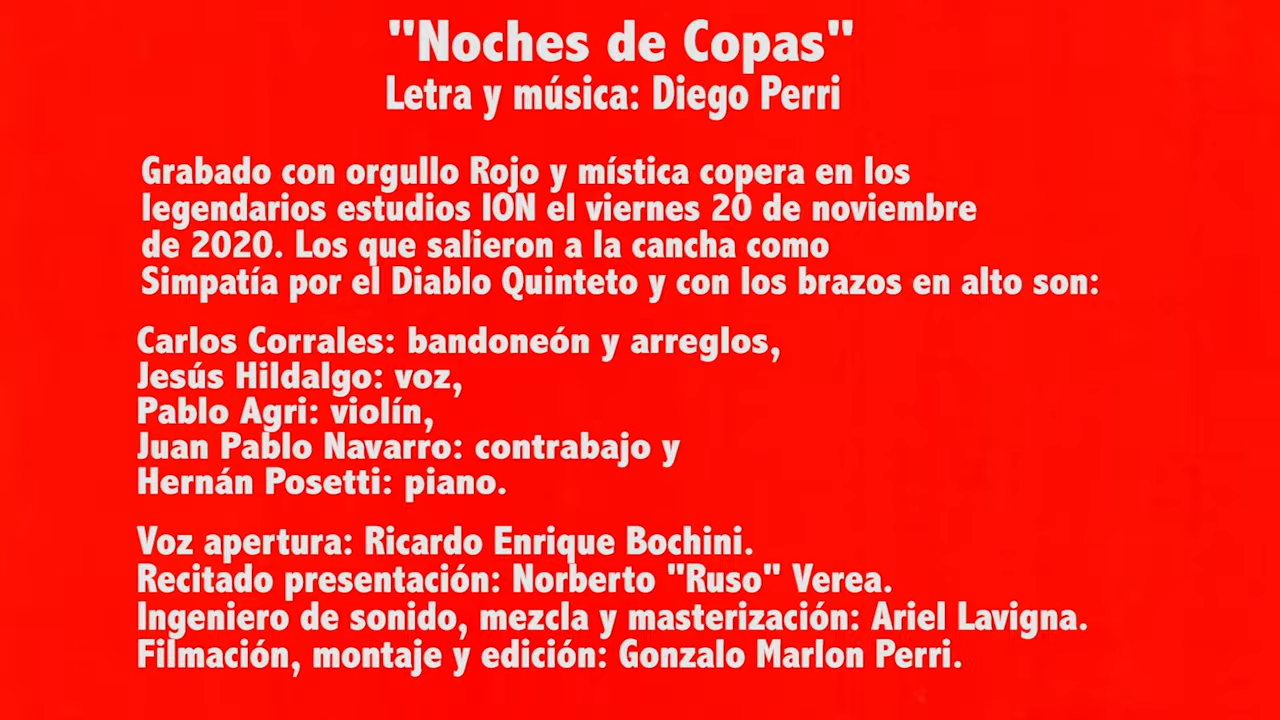 "Noches de Copas"
Letra y música: Diego Perri
Grabado con orgullo Rojo y mística copera en los
legendarios estudios ION el viernes 20 de noviembre
de 2020. Los que salieron a la cancha como
Simpatía por el Diablo Quinteto y con los brazos en alto son:
Carlos Corrales: bandoneón y arreglos,
Jesús Hildalgo: voz,
Pablo Agri: violín,
Juan Pablo Navarro: contrabajo y
Hernán Posetti: piano.
Voz apertura: Ricardo Enrique Bochini.
Recitado presentación: Norberto "Ruso" Verea.
Ingeniero de sonido, mezcla y masterización: Ariel Lavigna.
Filmación, montaje y edición: Gonzalo Marlon Perri.